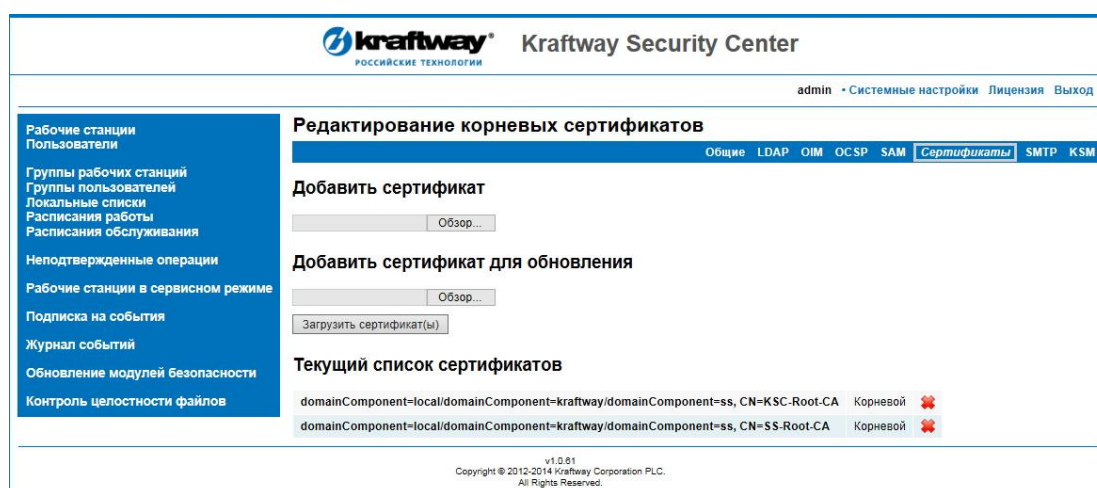 kraftway®
РОССИЙСКИЕ ТЕХНОЛОГИИ
Kraftway Security Center
admin • Системные настройки Лицензия Выход
Рабочие станции
Пользователи
Группы рабочих станций
Группы пользователей
Локальные списки
Расписания работы
Расписания обслуживания
Неподтвержденные операции
Рабочие станции в сервисном режиме
Подписка на события
Журнал событий
Обновление модулей безопасности
Контроль целостности файлов
Редактирование корневых сертификатов
Общие LDAP OIM OCSP SAM Сертификаты SMTP KSM
Добавить сертификат
Обзор...
Добавить сертификат для обновления
Обзор...
Загрузить сертификат(ы)
Текущий список сертификатов
domainComponent=local/domainComponent=kraftway/domainComponent=ss, CN=KSC-Root-CA Корневой
domainComponent=local/domainComponent=kraftway/domainComponent=ss, CN=SS-Root-CA Корневой
v1.0.61
Copyright © 2012-2014 Kraftway Corporation PLC.
All Rights Reserved.